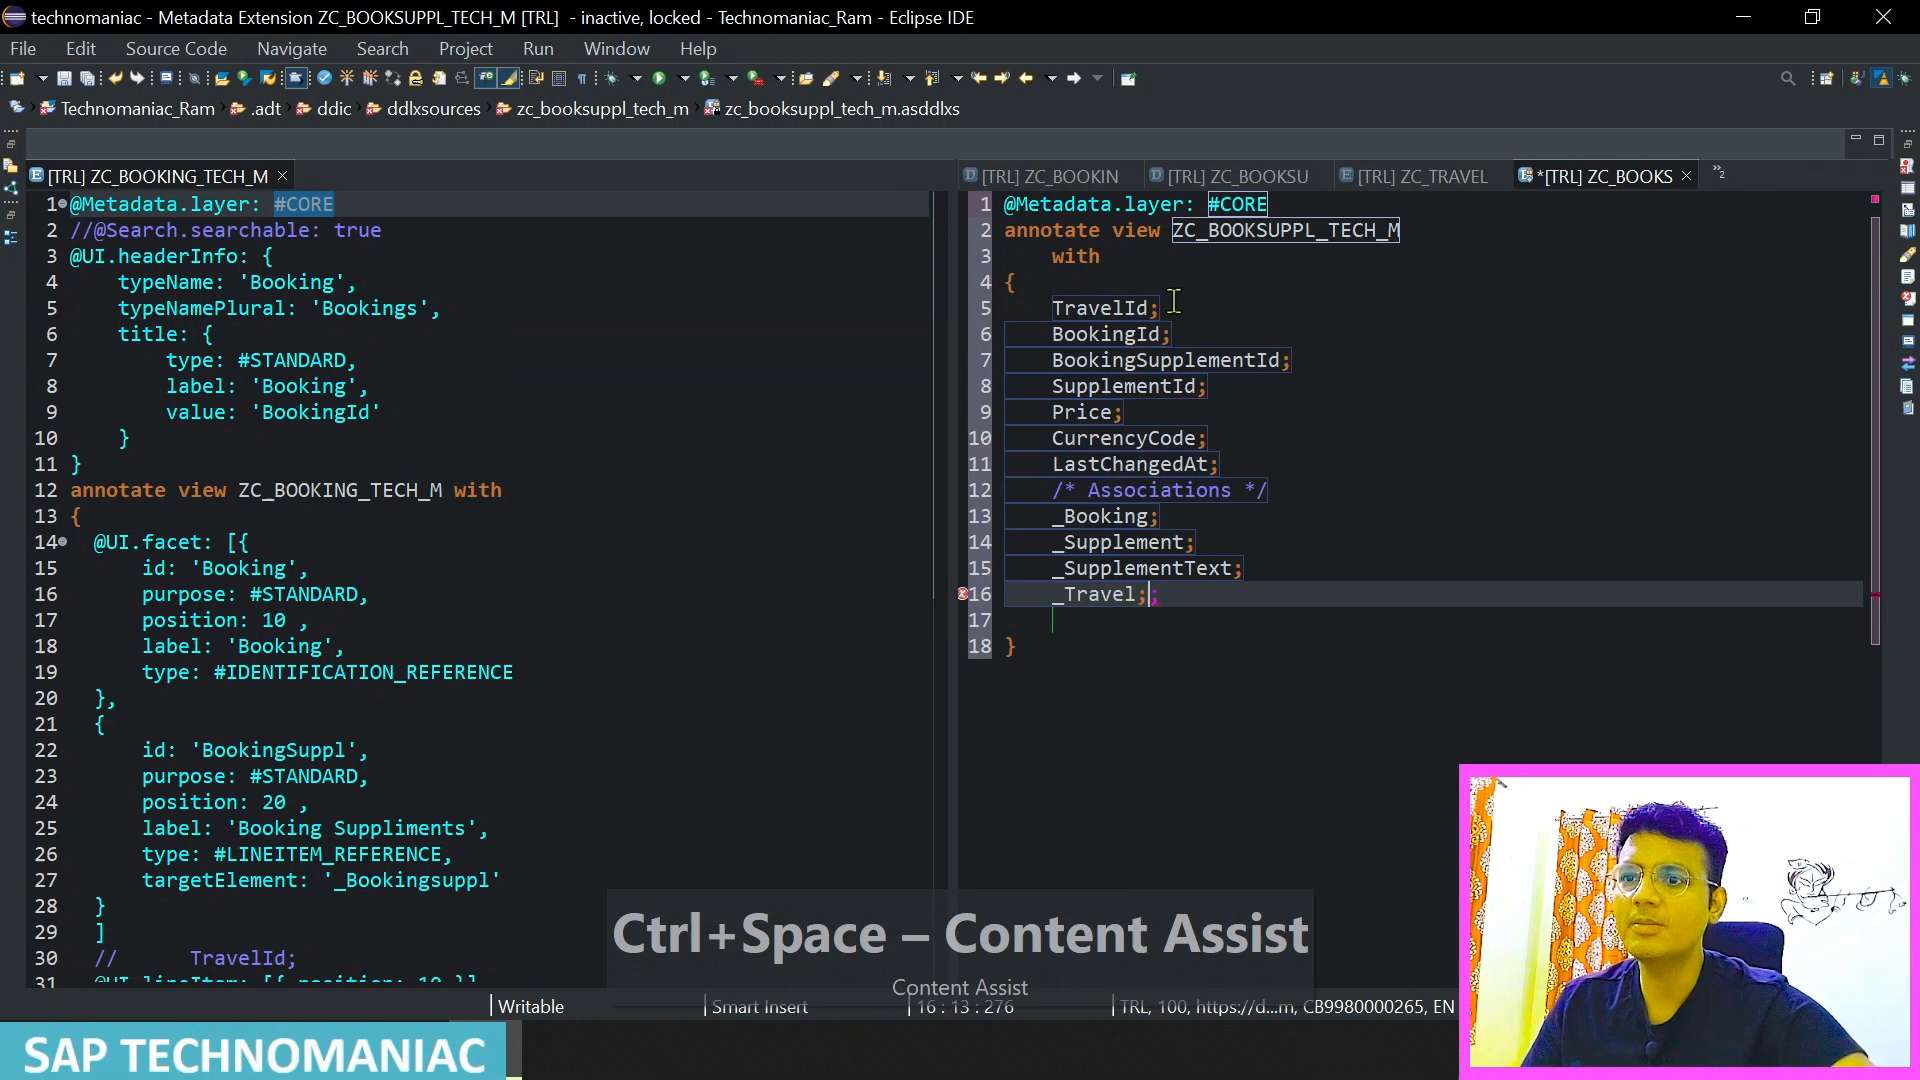 technomaniac - Metadata Extension ZC_BOOKSUPPL_TECH_M [TRL]  - inactive, locked - Technomaniac_Ram - Eclipse IDE
File Edit Source Code Navigate Search Project Run Window Help
Technomaniac_Ram .adt ddic ddlxsources zc_booksuppl_tech_m zc_booksuppl_tech_m.asddlxs
[TRL] ZC_BOOKING_TECH_M
1 @Metadata.layer: #CORE
2 //@Search.searchable: true
3 @UI.headerInfo: {
4 typeName: 'Booking',
5 typeNamePlural: 'Bookings',
6 title: {
7 type: #STANDARD,
8 label: 'Booking',
9 value: 'BookingId'
10 }
11 }
12 annotate view ZC_BOOKING_TECH_M with
13 {
14 @UI.facet: [{
15 id: 'Booking',
16 purpose: #STANDARD,
17 position: 10 ,
18 label: 'Booking',
19 type: #IDENTIFICATION_REFERENCE
20 },
21 {
22 id: 'BookingSuppl',
23 purpose: #STANDARD,
24 position: 20 ,
25 label: 'Booking Suppliments',
26 type: #LINEITEM_REFERENCE,
27 targetElement: '_Bookingsuppl'
28 }
29 ]
30 // TravelId;
31 @UI.lineItem: [{ position: 10 }]
[TRL] ZC_BOOKIN [TRL] ZC_BOOKSU [TRL] ZC_TRAVEL *[TRL] ZC_BOOKS »2
1 @Metadata.layer: #CORE
2 annotate view ZC_BOOKSUPPL_TECH_M
3 with
4 {
5 TravelId;
6 BookingId;
7 BookingSupplementId;
8 SupplementId;
9 Price;
10 CurrencyCode;
11 LastChangedAt;
12 /* Associations */
13 _Booking;
14 _Supplement;
15 _SupplementText;
16 _Travel;;
17
18 }
Ctrl+Space – Content Assist
Content Assist
Writable Smart Insert 16 : 13 : 276 TRL, 100, https://d...m, CB9980000265, EN
SAP TECHNOMANIAC